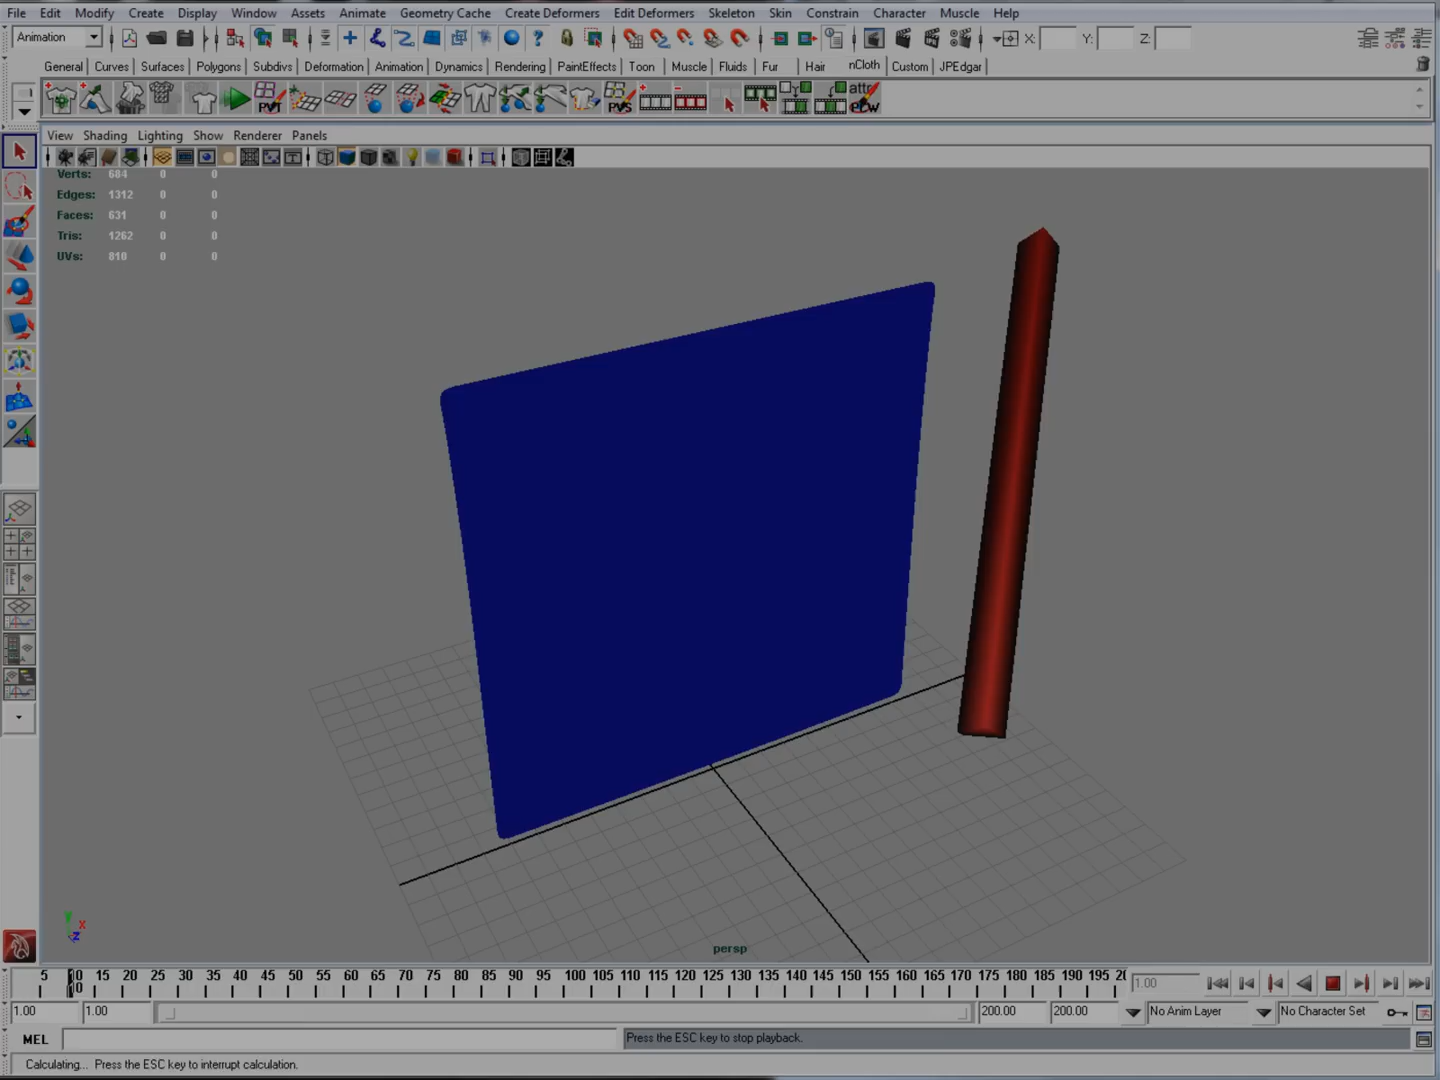 File Edit Modify Create Display Window Assets Animate Geometry Cache Create Deformers Edit Deformers Skeleton Skin Constrain Character Muscle Help
Animation X: Y: Z:
General Curves Surfaces Polygons Subdivs Deformation Animation Dynamics Rendering PaintEffects Toon Muscle Fluids Fur Hair nCloth Custom JPEdgar
PVT PVS attr PCW
View Shading Lighting Show Renderer Panels
Verts: 684 0 0
Edges: 1312 0 0
Faces: 631 0 0
Tris: 1262 0 0
UVs: 810 0 0
Y X
Z
persp
5 10 15 20 25 30 35 40 45 50 55 60 65 70 75 80 85 90 95 100 105 110 115 120 125 130 135 140 145 150 155 160 165 170 175 180 185 190 195 20 1.00
1.00 1.00 200.00 200.00 No Anim Layer No Character Set
MEL Press the ESC key to stop playback.
Calculating... Press the ESC key to interrupt calculation.